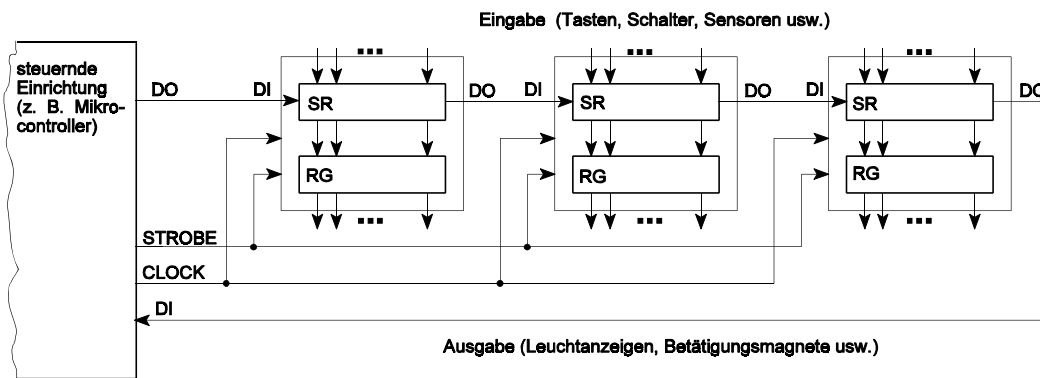 Eingabe (Tasten, Schalter, Sensoren usw.)
steuernde
Einrichtung
(z. B. Mikro-
controller)
DO
DI
SR
DO
DI
SR
DO
DI
SR
DO
RG
RG
RG
STROBE
CLOCK
DI
Ausgabe (Leuchtanzeigen, Betätigungsmagnete usw.)